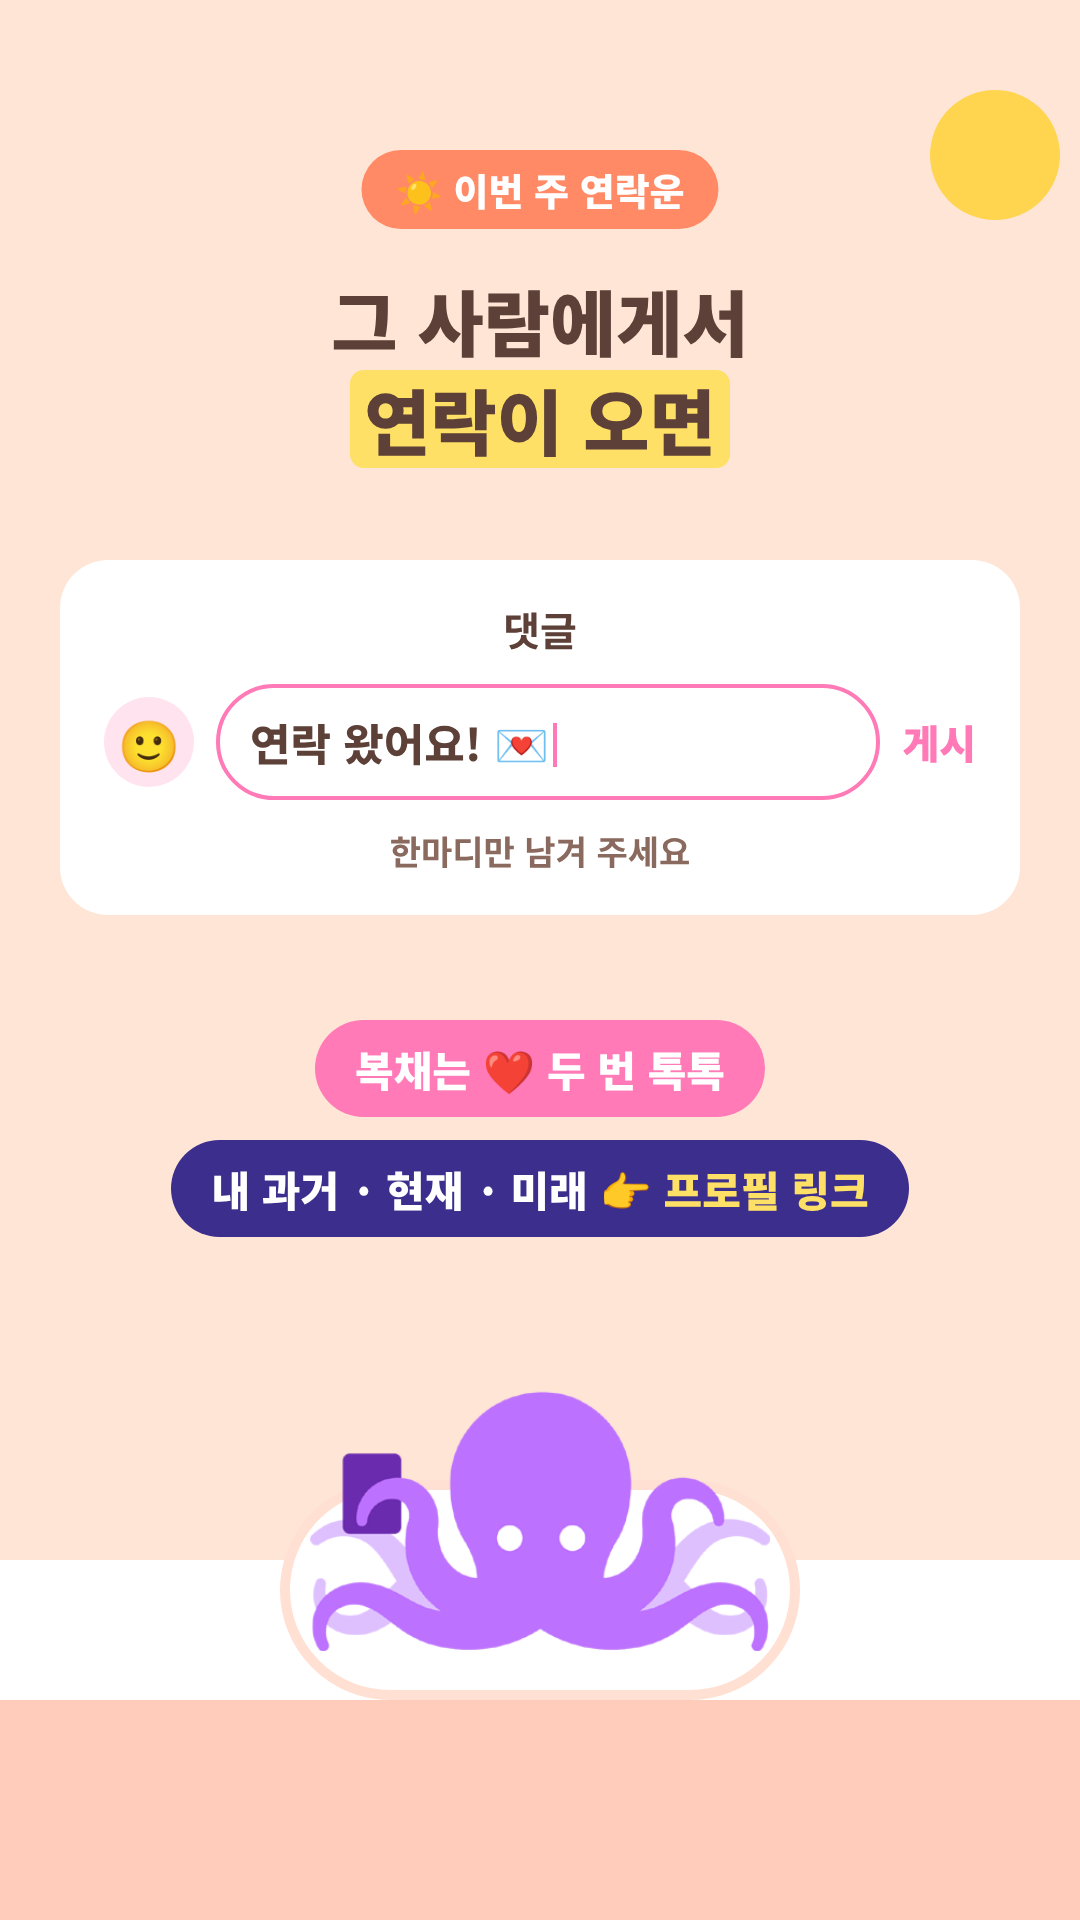 ☀️ 이번 주 연락운
그 사람에게서
연락이 오면
댓글
연락 왔어요! 💌
게시
한마디만 남겨 주세요
복채는 ❤️ 두 번 톡톡
내 과거 · 현재 · 미래 👉 프로필 링크